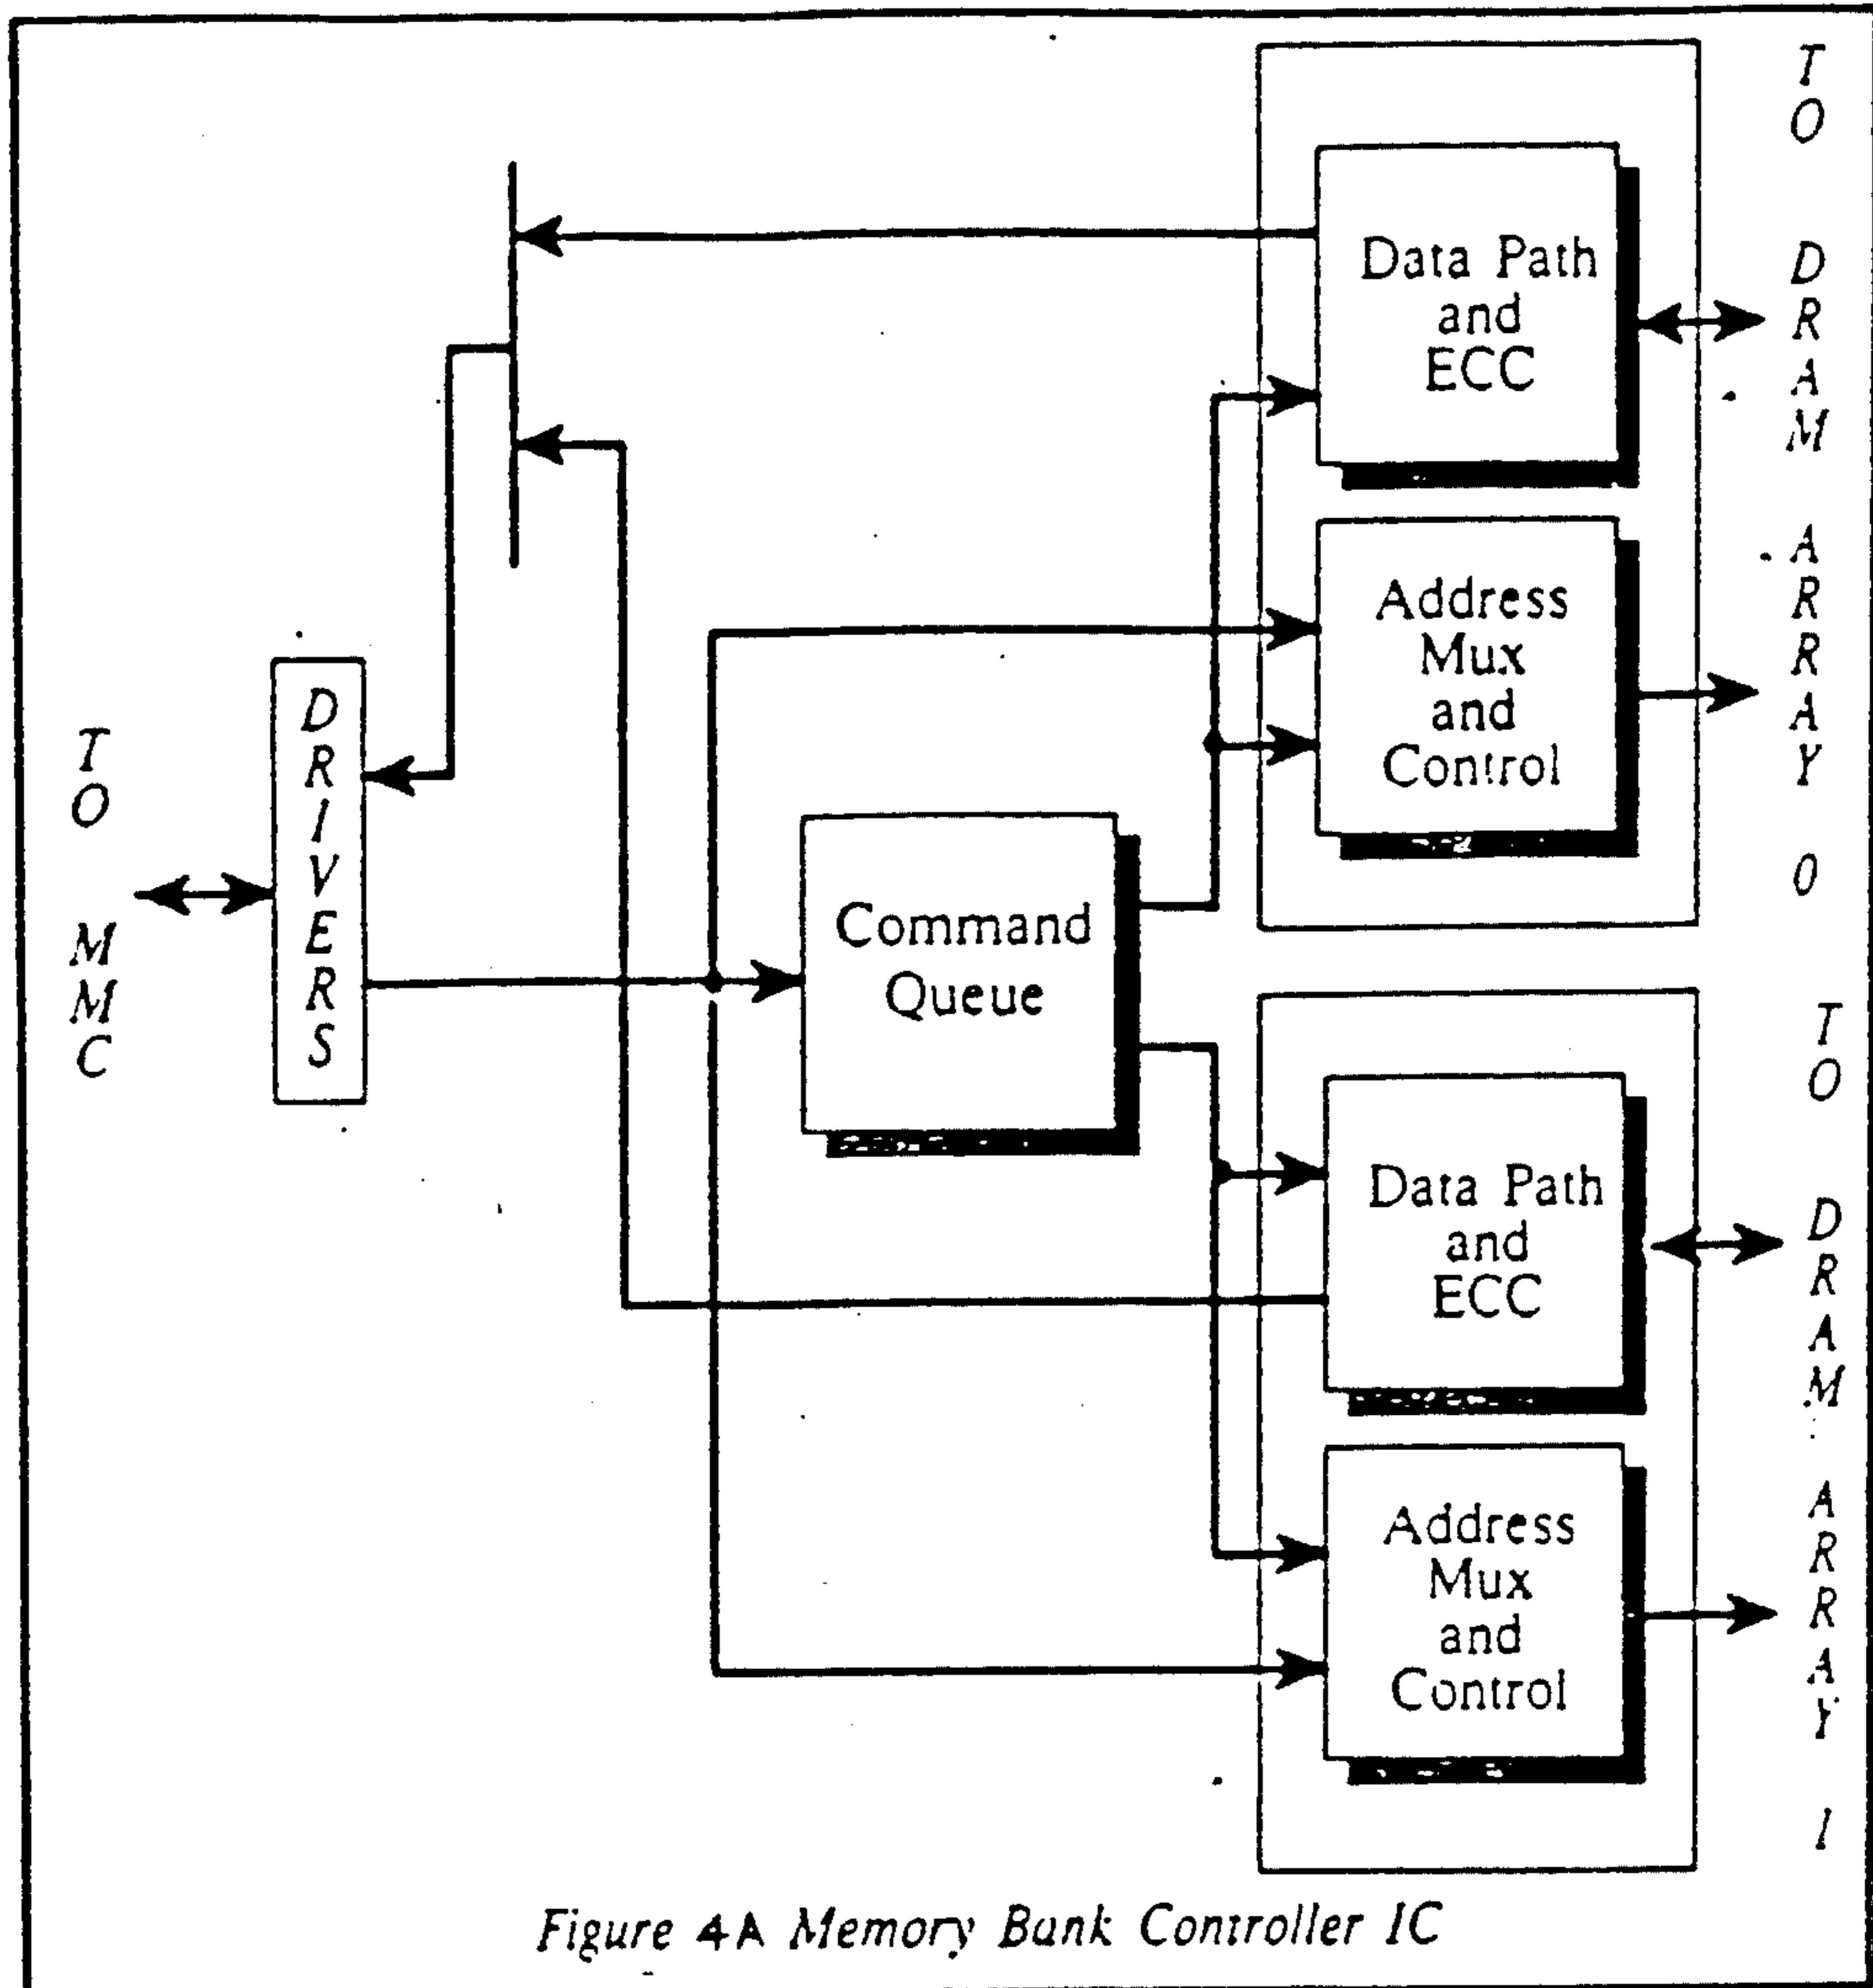 TO MMC
DRIVERS
Command
Queue
Data Path
and
ECC
Address
Mux
and
Control
TO DRAM ARRAY 0
Data Path
and
ECC
Address
Mux
and
Control
TO DRAM ARRAY 1
Figure 4A Memory Bank Controller IC